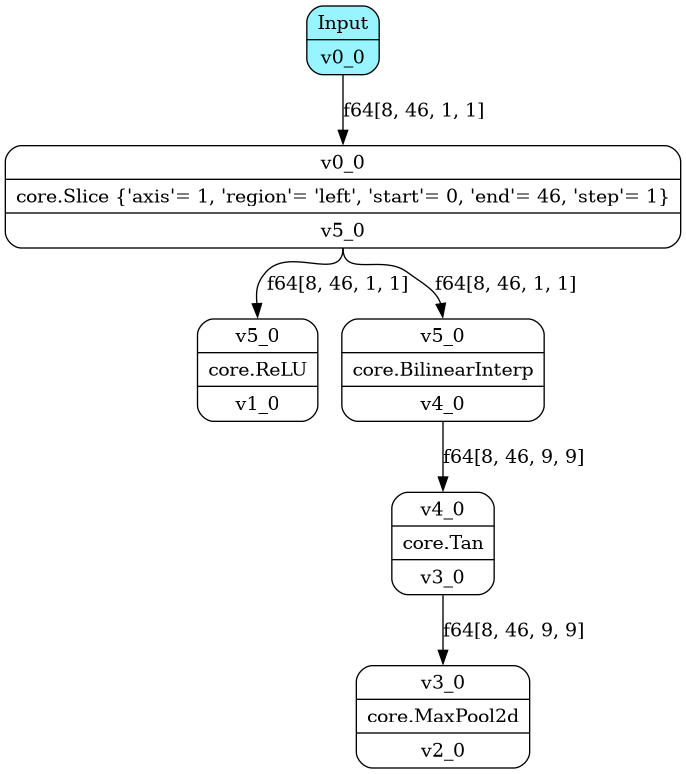 Input
v0_0
f64[8, 46, 1, 1]
v0_0
core.Slice {'axis'= 1, 'region'= 'left', 'start'= 0, 'end'= 46, 'step'= 1}
v5_0
f64[8, 46, 1, 1]
f64[8, 46, 1, 1]
v5_0
core.ReLU
v1_0
v5_0
core.BilinearInterp
v4_0
f64[8, 46, 9, 9]
v4_0
core.Tan
v3_0
f64[8, 46, 9, 9]
v3_0
core.MaxPool2d
v2_0